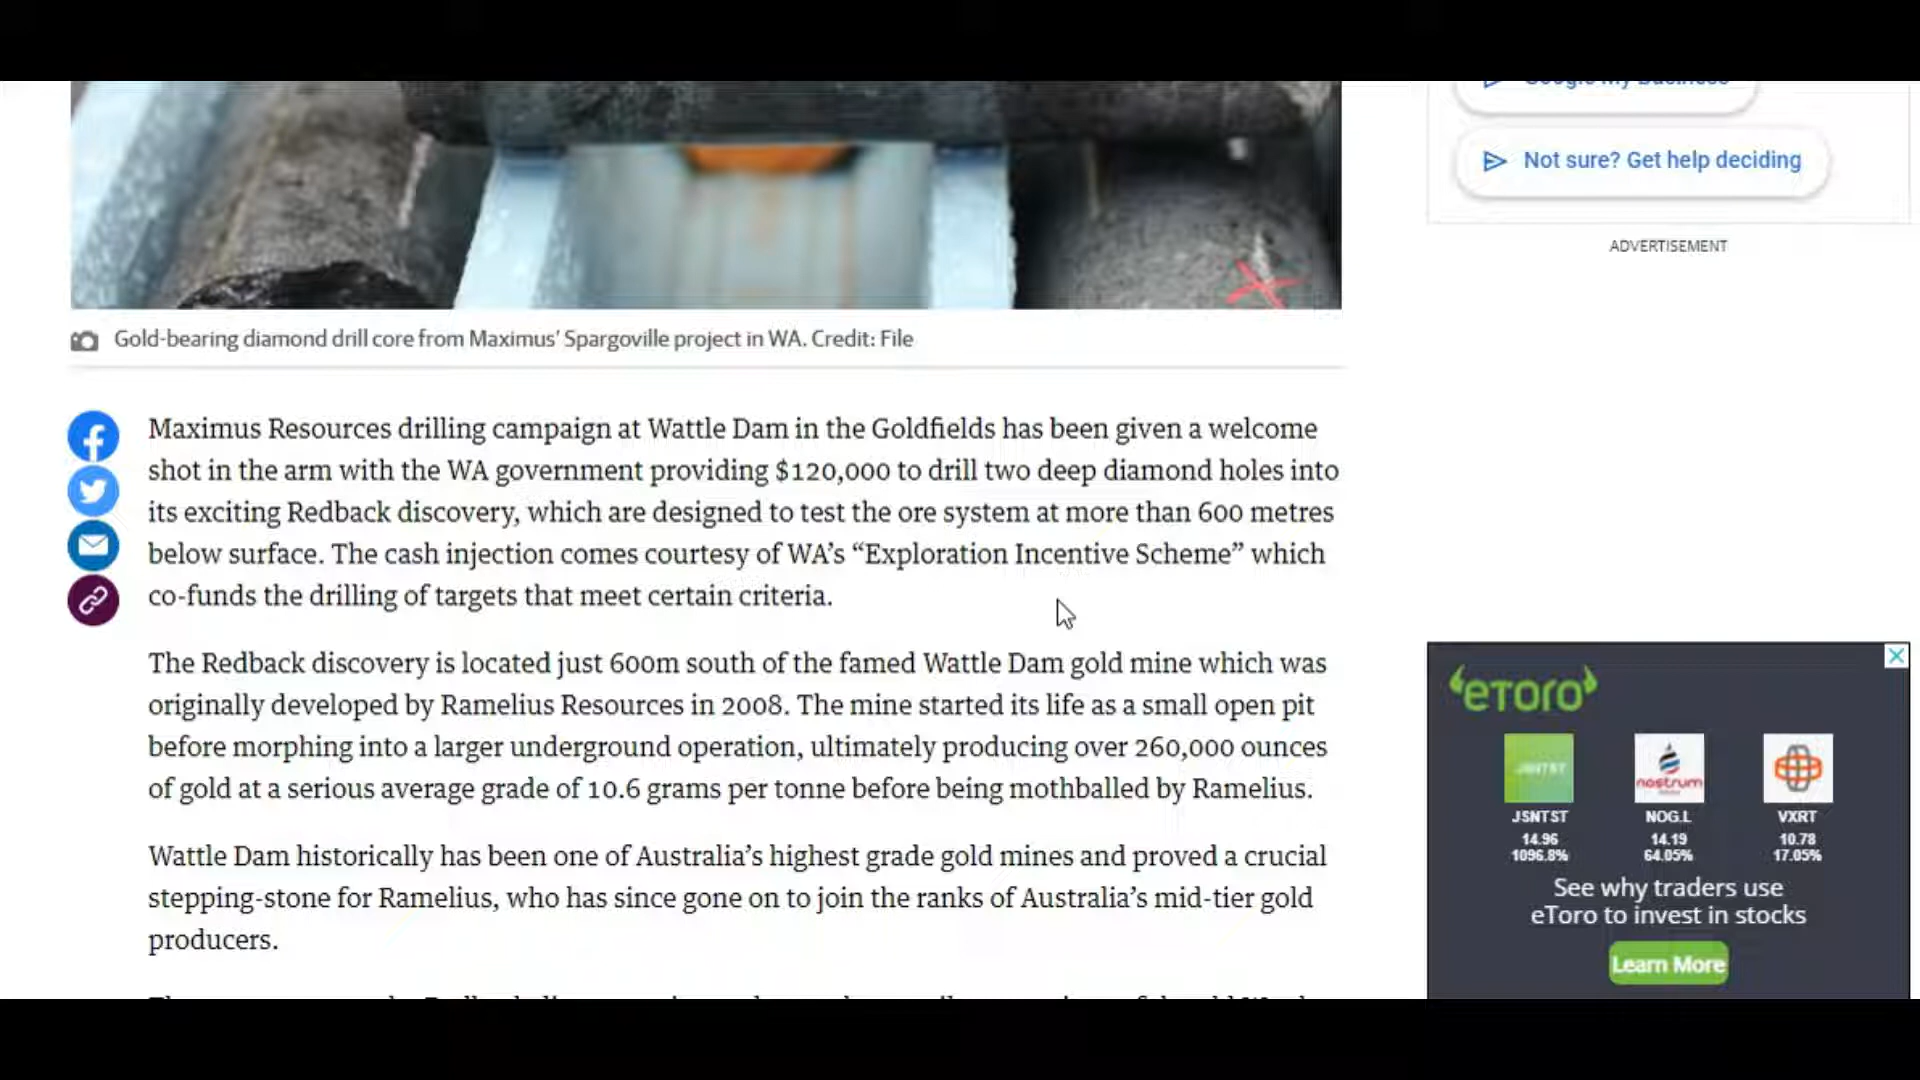 Google My Business
Not sure? Get help deciding
ADVERTISEMENT
Gold-bearing diamond drill core from Maximus' Spargoville project in WA. Credit: File
Maximus Resources drilling campaign at Wattle Dam in the Goldfields has been given a welcome
shot in the arm with the WA government providing $120,000 to drill two deep diamond holes into
its exciting Redback discovery, which are designed to test the ore system at more than 600 metres
below surface. The cash injection comes courtesy of WA's “Exploration Incentive Scheme” which
co-funds the drilling of targets that meet certain criteria.
The Redback discovery is located just 600m south of the famed Wattle Dam gold mine which was
originally developed by Ramelius Resources in 2008. The mine started its life as a small open pit
before morphing into a larger underground operation, ultimately producing over 260,000 ounces
of gold at a serious average grade of 10.6 grams per tonne before being mothballed by Ramelius.
Wattle Dam historically has been one of Australia's highest grade gold mines and proved a crucial
stepping-stone for Ramelius, who has since gone on to join the ranks of Australia's mid-tier gold
producers.
eToro
JSNTST
nostrum
JSNTST NOG.L VXRT
14.96 14.19 10.78
1096.8% 64.05% 17.05%
See why traders use
eToro to invest in stocks
Learn More